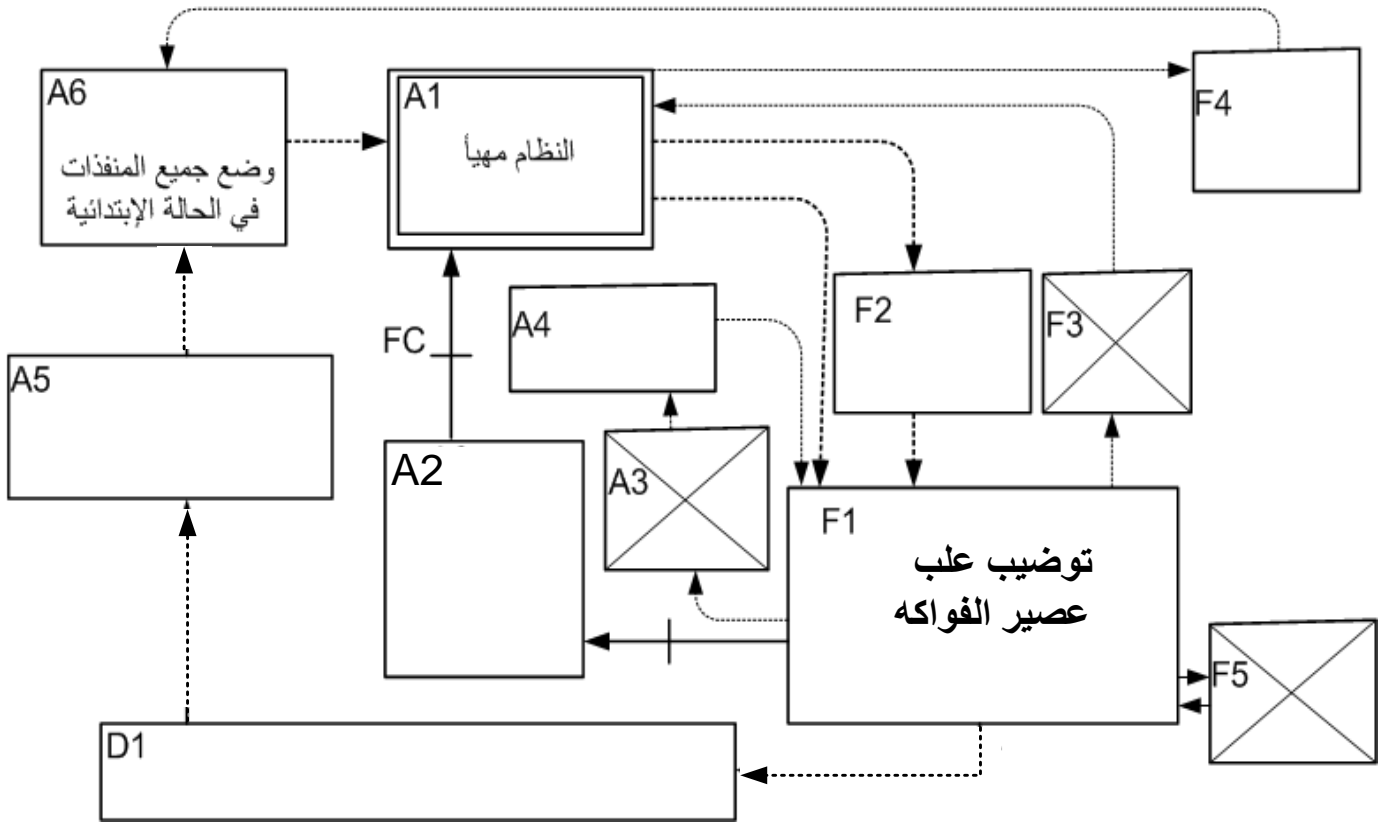 A6
وضع جميع المنفذات
في الحالة الإبتدائية
A1
النظام مهيأ
F4
A4
F2
F3
FC
A5
A2
A3
F1
توضيب علب
عصير الفواكه
F5
D1